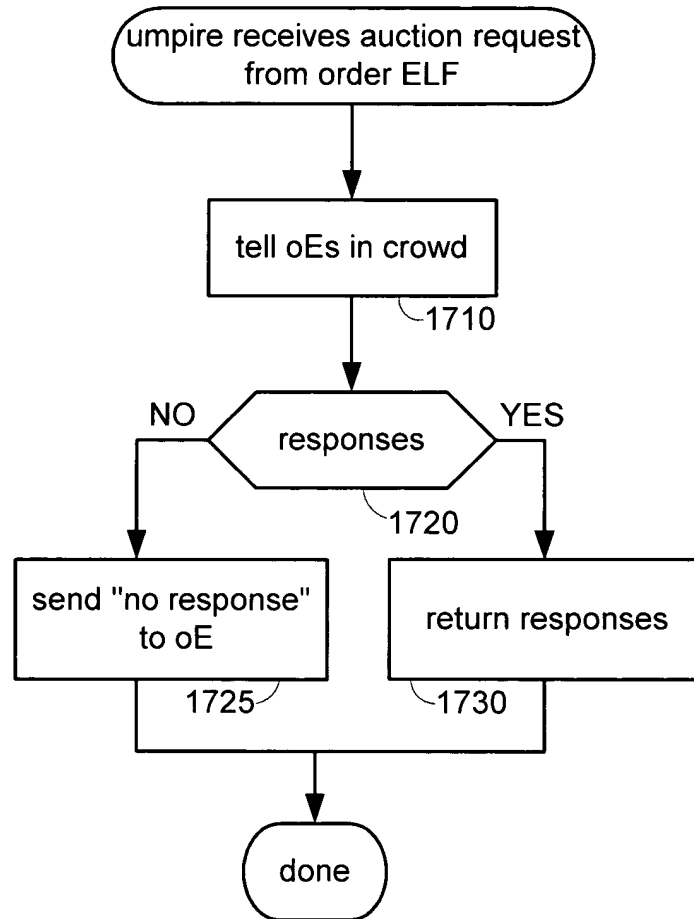 umpire receives auction request
from order ELF
tell oEs in crowd
1710
NO
YES
responses
1720
send "no response"
to oE
return responses
1725
1730
done